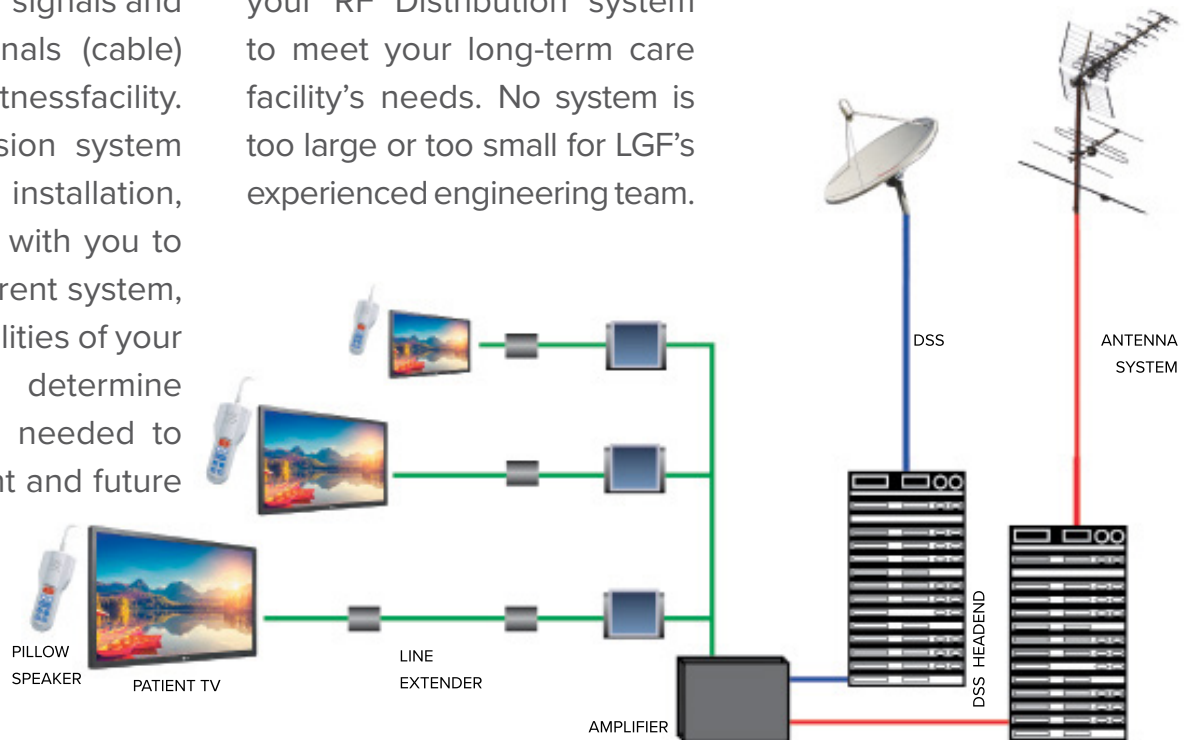 signals and
nals (cable)
tnessfacility.
sion system
installation,
with you to
rent system,
lities of your
determine
needed to
nt and future
your RF Distribution system
to meet your long-term care
facility’s needs. No system is
too large or too small for LGF’s
experienced engineering team.
DSS
ANTENNA
SYSTEM
PILLOW
SPEAKER
PATIENT TV
LINE
EXTENDER
DSS HEADEND
AMPLIFIER